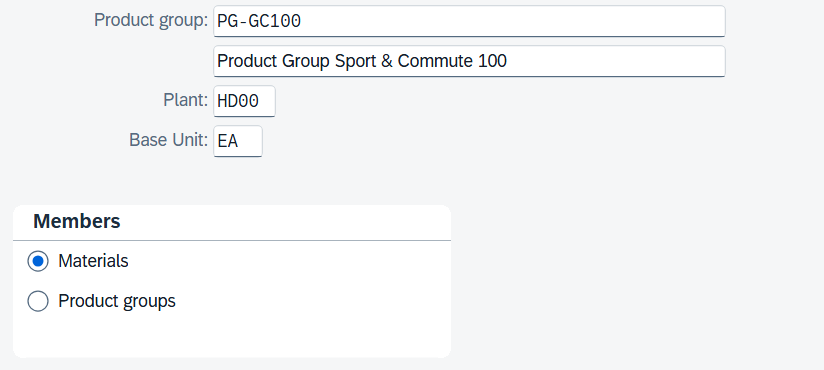 Product group: PG-GC100
Product Group Sport & Commute 100
Plant: HD00
Base Unit: EA
Members
Materials
Product groups